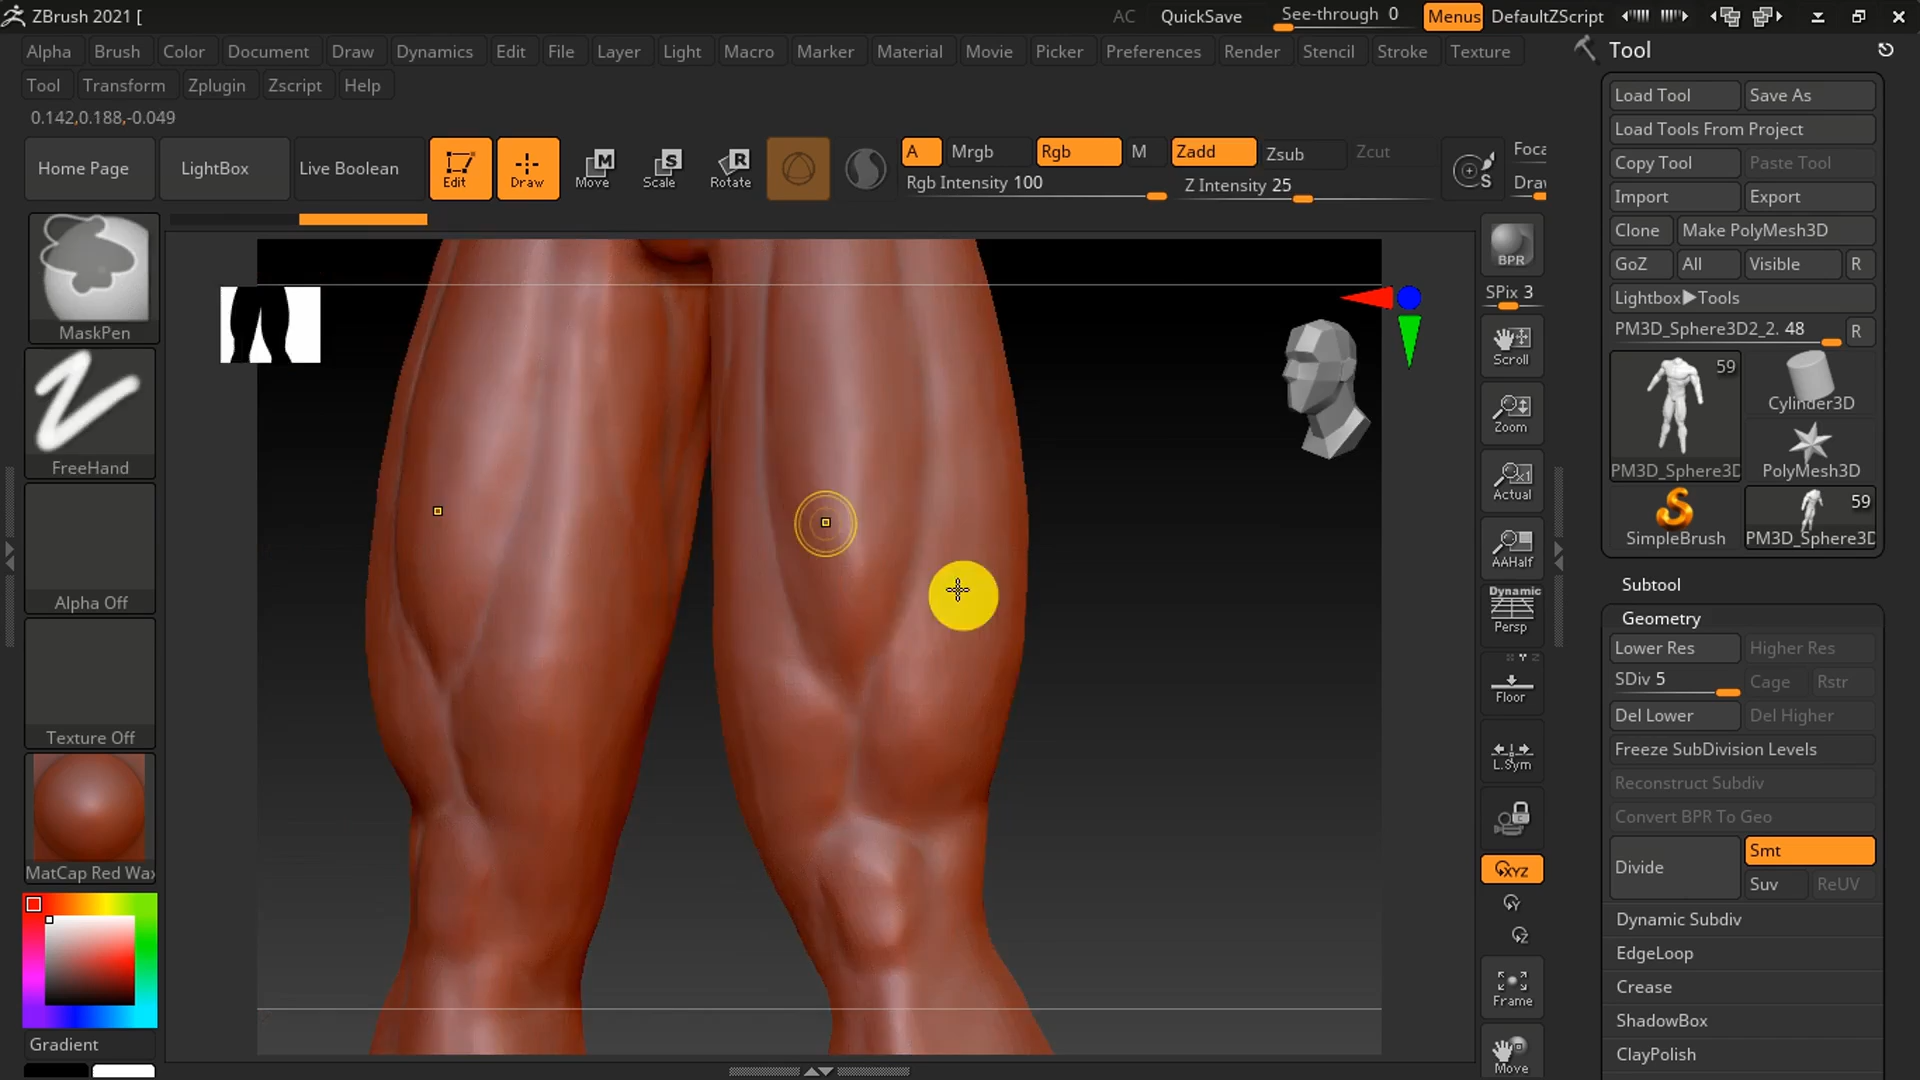 ZBrush 2021 [
AC QuickSave See-through 0 Menus DefaultZScript
Alpha Brush Color Document Draw Dynamics Edit File Layer Light Macro Marker Material Movie Picker Preferences Render Stencil Stroke Texture
Tool Transform Zplugin Zscript Help
0.142,0.188,-0.049
Home Page LightBox Live Boolean Edit Draw Move Scale Rotate
M S R
A Mrgb Rgb M Zadd Zsub Zcut Foca
Rgb Intensity 100 Z Intensity 25 S Drav
MaskPen
FreeHand
Alpha Off
Texture Off
MatCap Red Wax
Gradient
BPR
SPix 3
Scroll
Zoom
Actual
AAHalf
Dynamic
Persp
Floor
L.Sym
XYZ
Y
Z
Frame
Move
Tool
Load Tool Save As
Load Tools From Project
Copy Tool Paste Tool
Import Export
Clone Make PolyMesh3D
GoZ All Visible R
Lightbox▶Tools
PM3D_Sphere3D2_2. 48 R
59
Cylinder3D
PM3D_Sphere3D PolyMesh3D
59
SimpleBrush PM3D_Sphere3D
Subtool
Geometry
Lower Res Higher Res
SDiv 5 Cage Rstr
Del Lower Del Higher
Freeze SubDivision Levels
Reconstruct Subdiv
Convert BPR To Geo
Divide Smt
Suv ReUV
Dynamic Subdiv
EdgeLoop
Crease
ShadowBox
ClayPolish